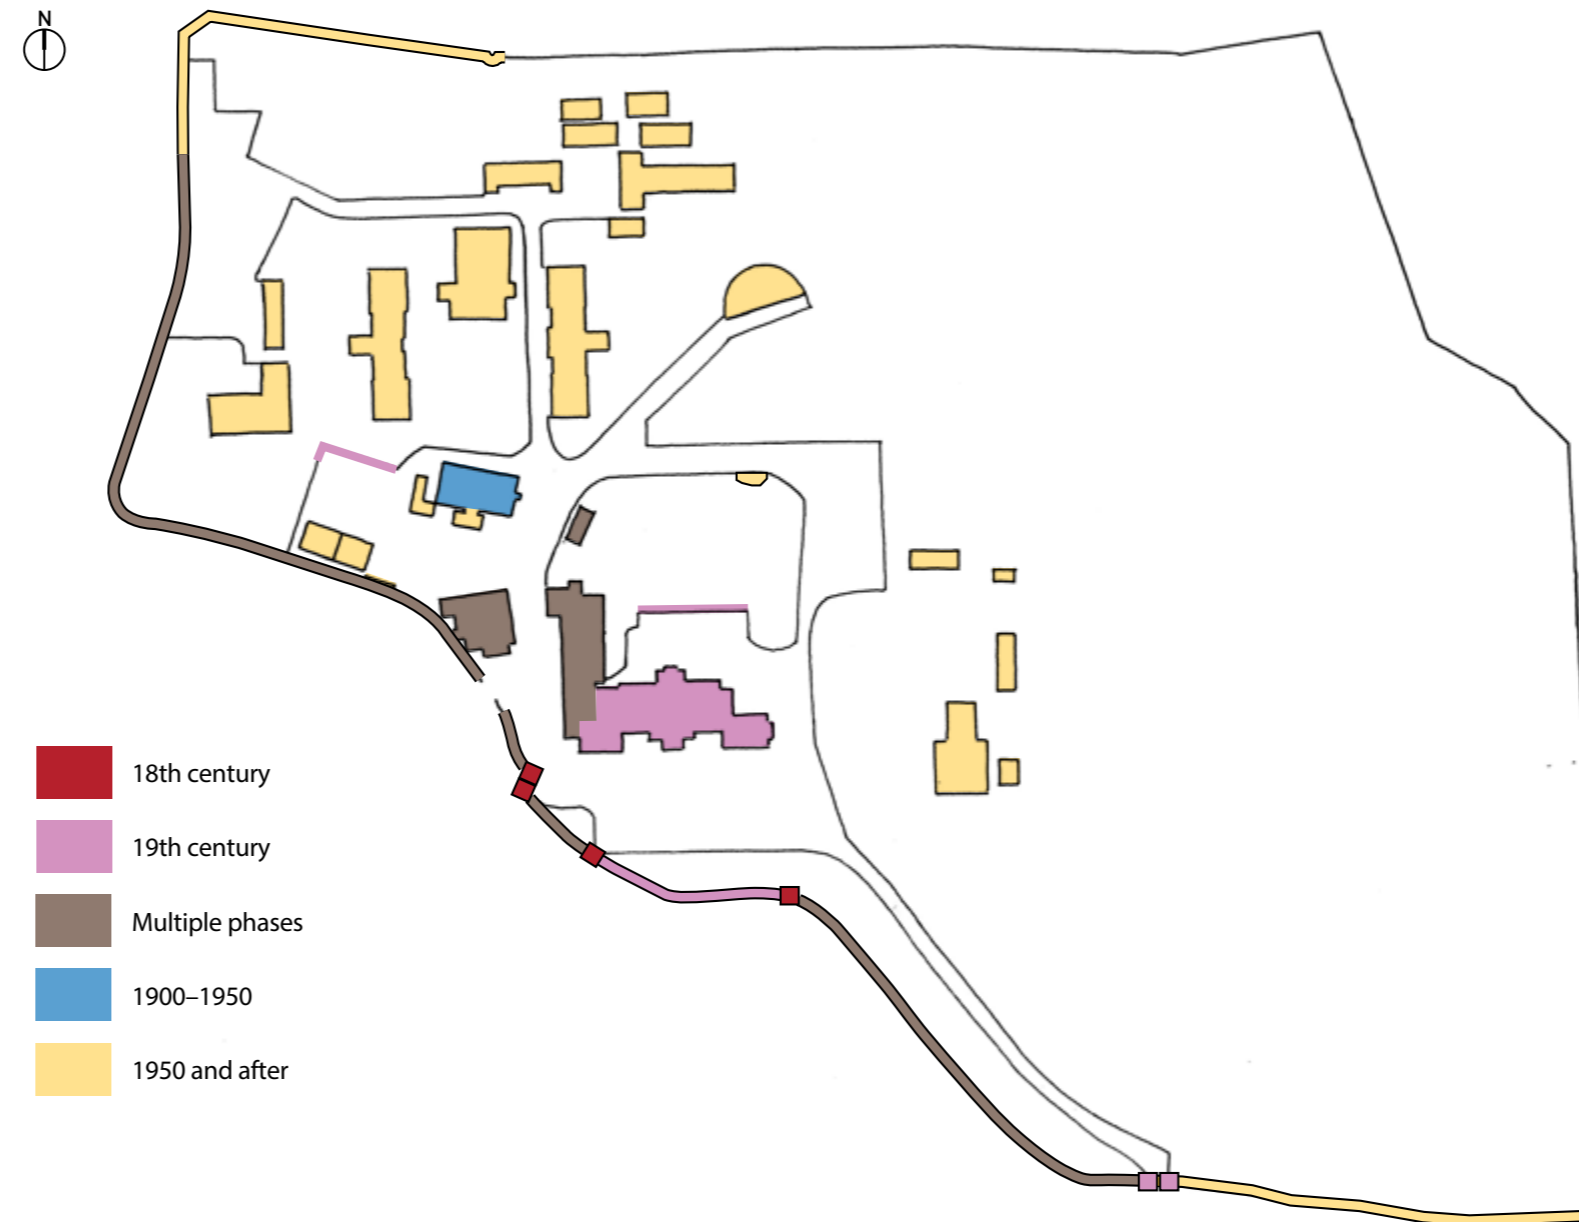 N
18th century
19th century
Multiple phases
1900–1950
1950 and after